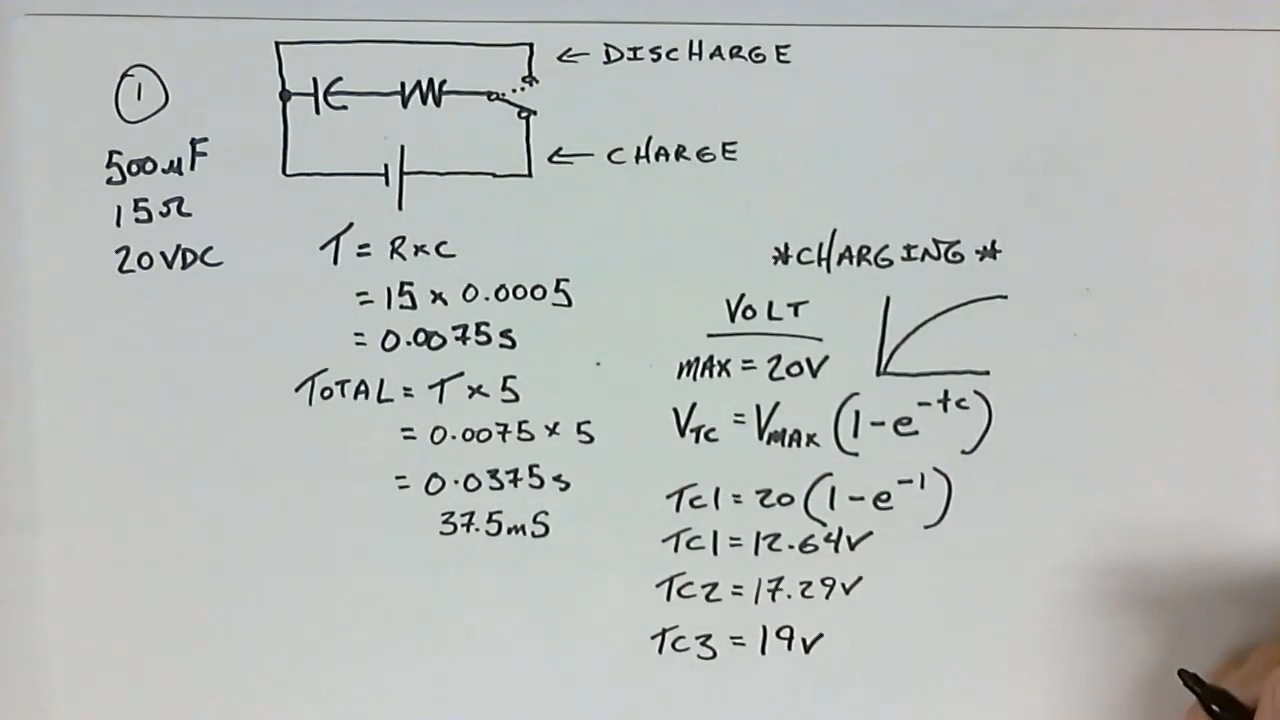 1
500μF
15Ω
20VDC
← DISCHARGE
← CHARGE
T = R×C
= 15 × 0.0005
= 0.0075s
TOTAL = T × 5
= 0.0075 × 5
= 0.0375s
37.5mS
*CHARGING*
VOLT
MAX = 20V
VTC = VMAX (1-e^-tc)
TC1 = 20 (1-e^-1)
TC1 = 12.64V
TC2 = 17.29V
TC3 = 19V